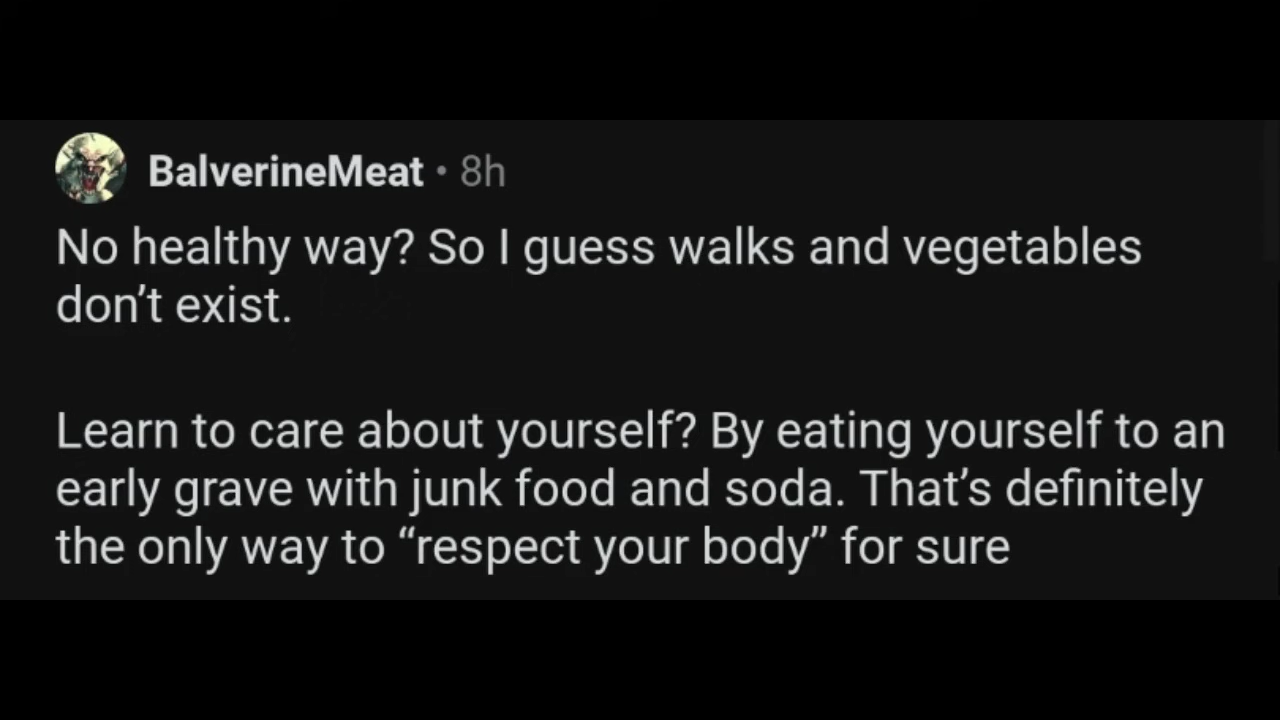 BalverineMeat • 8h
No healthy way? So I guess walks and vegetables
don’t exist.
Learn to care about yourself? By eating yourself to an
early grave with junk food and soda. That’s definitely
the only way to “respect your body” for sure